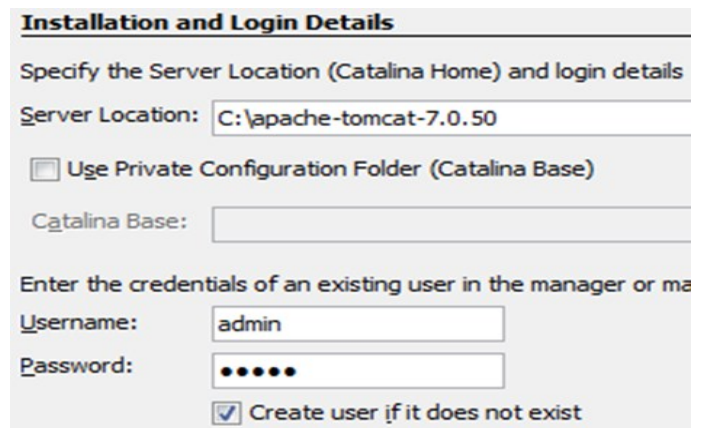 Installation and Login Details
Specify the Server Location (Catalina Home) and login details
Server Location: C:\apache-tomcat-7.0.50
Use Private Configuration Folder (Catalina Base)
Catalina Base:
Enter the credentials of an existing user in the manager or ma
Username: admin
Password: •••••
Create user if it does not exist